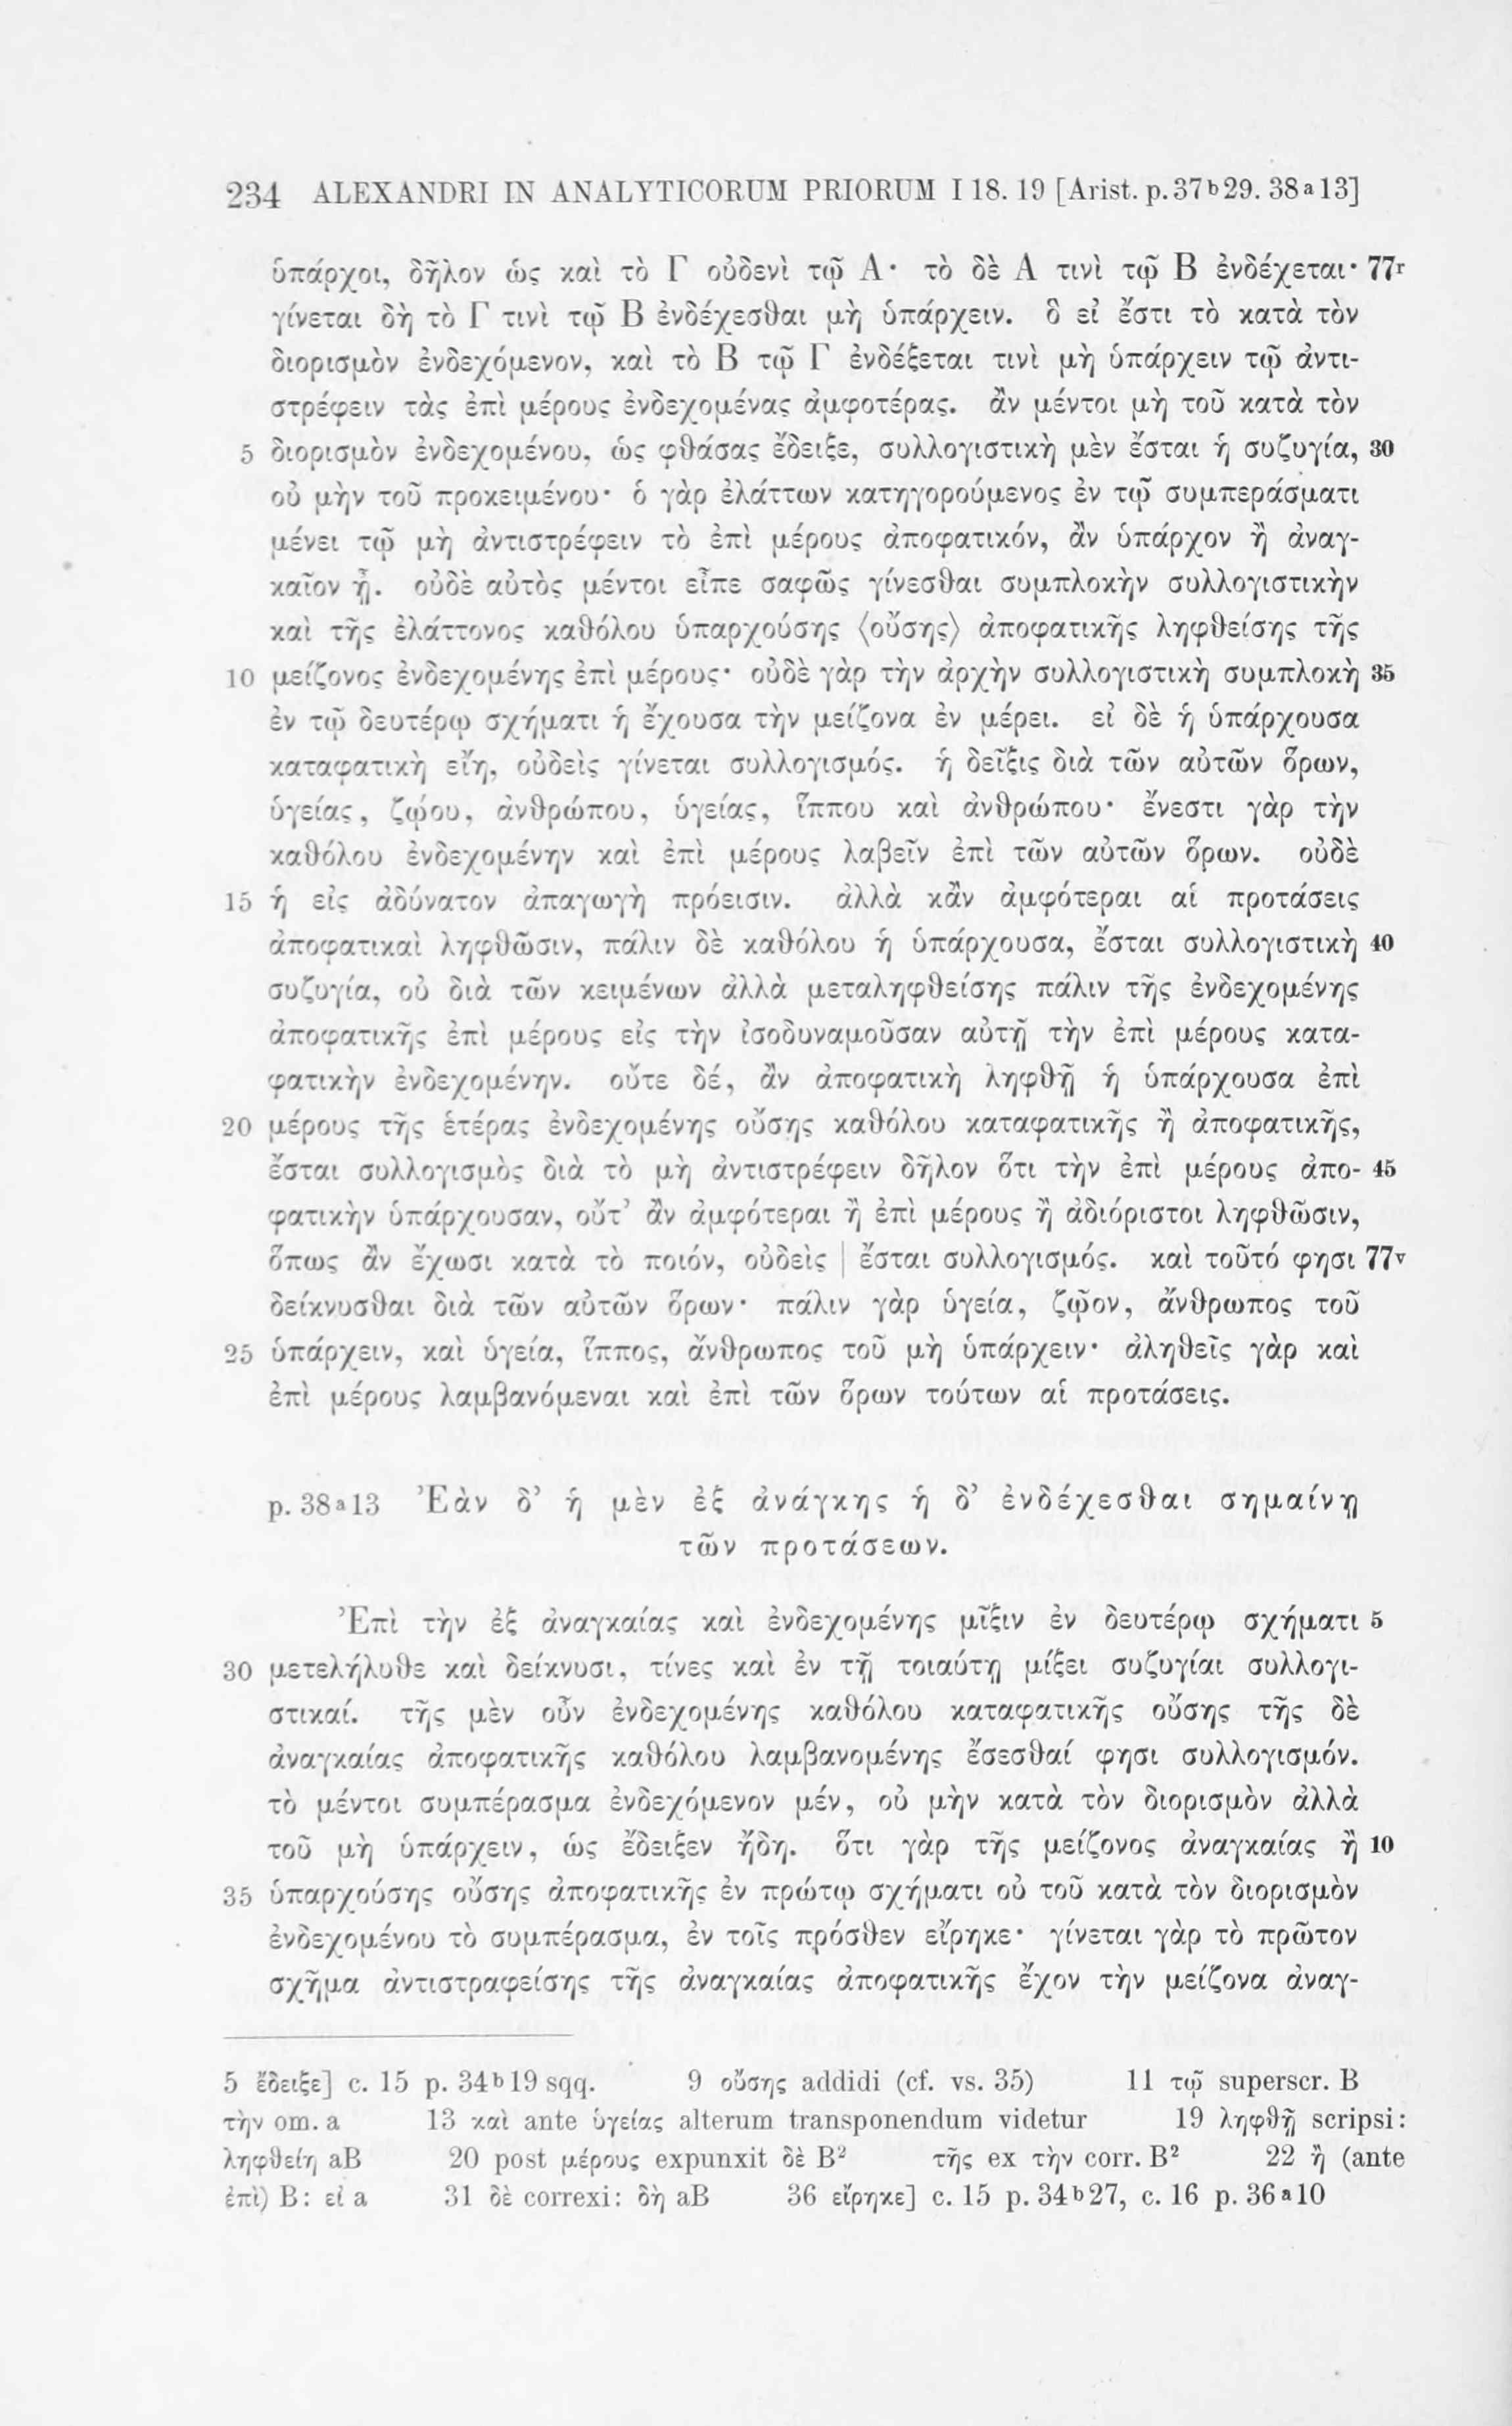 234 ALEXANDRI IN ANALYTICORUM PRIORUM I 18. 19 [Arist. p. 37ᵇ29. 38ᵃ13]
ὑπάρχοι, δῆλον ὡς καὶ τὸ Γ οὐδενὶ τῷ Α· τὸ δὲ Α τινὶ τῷ Β ἐνδέχεται· 77ʳ
γίνεται δὴ τὸ Γ τινὶ τῷ Β ἐνδέχεσθαι μὴ ὑπάρχειν. ὃ εἰ ἔστι τὸ κατὰ τὸν
διορισμὸν ἐνδεχόμενον, καὶ τὸ Β τῷ Γ ἐνδέξεται τινὶ μὴ ὑπάρχειν τῷ ἀντι-
στρέφειν τὰς ἐπὶ μέρους ἐνδεχομένας ἀμφοτέρας. ἂν μέντοι μὴ τοῦ κατὰ τὸν
5 διορισμὸν ἐνδεχομένου, ὡς φθάσας ἔδειξε, συλλογιστικὴ μὲν ἔσται ἡ συζυγία, 30
οὐ μὴν τοῦ προκειμένου· ὁ γὰρ ἐλάττων κατηγορούμενος ἐν τῷ συμπεράσματι
μένει τῷ μὴ ἀντιστρέφειν τὸ ἐπὶ μέρους ἀποφατικόν, ἂν ὑπάρχον ἢ ἀναγ-
καῖον ᾖ. οὐδὲ αὐτὸς μέντοι εἶπε σαφῶς γίνεσθαι συμπλοκὴν συλλογιστικὴν
καὶ τῆς ἐλάττονος καθόλου ὑπαρχούσης ⟨οὔσης⟩ ἀποφατικῆς ληφθείσης τῆς
10 μείζονος ἐνδεχομένης ἐπὶ μέρους· οὐδὲ γὰρ τὴν ἀρχὴν συλλογιστικὴ συμπλοκὴ 35
ἐν τῷ δευτέρῳ σχήματι ἡ ἔχουσα τὴν μείζονα ἐν μέρει. εἰ δὲ ἡ ὑπάρχουσα
καταφατικὴ εἴη, οὐδεὶς γίνεται συλλογισμός. ἡ δεῖξις διὰ τῶν αὐτῶν ὅρων,
ὑγείας, ζῴου, ἀνθρώπου, ὑγείας, ἵππου καὶ ἀνθρώπου· ἔνεστι γὰρ τὴν
καθόλου ἐνδεχομένην καὶ ἐπὶ μέρους λαβεῖν ἐπὶ τῶν αὐτῶν ὅρων. οὐδὲ
15 ἡ εἰς ἀδύνατον ἀπαγωγὴ πρόεισιν. ἀλλὰ κἂν ἀμφότεραι αἱ προτάσεις
ἀποφατικαὶ ληφθῶσιν, πάλιν δὲ καθόλου ἡ ὑπάρχουσα, ἔσται συλλογιστικὴ 40
συζυγία, οὐ διὰ τῶν κειμένων ἀλλὰ μεταληφθείσης πάλιν τῆς ἐνδεχομένης
ἀποφατικῆς ἐπὶ μέρους εἰς τὴν ἰσοδυναμοῦσαν αὐτῇ τὴν ἐπὶ μέρους κατα-
φατικὴν ἐνδεχομένην. οὔτε δέ, ἂν ἀποφατικὴ ληφθῇ ἡ ὑπάρχουσα ἐπὶ
20 μέρους τῆς ἑτέρας ἐνδεχομένης οὔσης καθόλου καταφατικῆς ἢ ἀποφατικῆς,
ἔσται συλλογισμὸς διὰ τὸ μὴ ἀντιστρέφειν δῆλον ὅτι τὴν ἐπὶ μέρους ἀπο- 45
φατικὴν ὑπάρχουσαν, οὔτ’ ἂν ἀμφότεραι ἢ ἐπὶ μέρους ἢ ἀδιόριστοι ληφθῶσιν,
ὅπως ἂν ἔχωσι κατὰ τὸ ποιόν, οὐδεὶς | ἔσται συλλογισμός. καὶ τοῦτό φησι 77ᵛ
δείκνυσθαι διὰ τῶν αὐτῶν ὅρων· πάλιν γὰρ ὑγεία, ζῷον, ἄνθρωπος τοῦ
25 ὑπάρχειν, καὶ ὑγεία, ἵππος, ἄνθρωπος τοῦ μὴ ὑπάρχειν· ἀληθεῖς γὰρ καὶ
ἐπὶ μέρους λαμβανόμεναι καὶ ἐπὶ τῶν ὅρων τούτων αἱ προτάσεις.
p. 38ᵃ13 Ἐὰν δ’ ἡ μὲν ἐξ ἀνάγκης ἡ δ’ ἐνδέχεσθαι σημαίνῃ
τῶν προτάσεων.
Ἐπὶ τὴν ἐξ ἀναγκαίας καὶ ἐνδεχομένης μῖξιν ἐν δευτέρῳ σχήματι 5
30 μετελήλυθε καὶ δείκνυσι, τίνες καὶ ἐν τῇ τοιαύτῃ μίξει συζυγίαι συλλογι-
στικαί. τῆς μὲν οὖν ἐνδεχομένης καθόλου καταφατικῆς οὔσης τῆς δὲ
ἀναγκαίας ἀποφατικῆς καθόλου λαμβανομένης ἔσεσθαί φησι συλλογισμόν.
τὸ μέντοι συμπέρασμα ἐνδεχόμενον μέν, οὐ μὴν κατὰ τὸν διορισμὸν ἀλλὰ
τοῦ μὴ ὑπάρχειν, ὡς ἔδειξεν ἤδη. ὅτι γὰρ τῆς μείζονος ἀναγκαίας ἢ 10
35 ὑπαρχούσης οὔσης ἀποφατικῆς ἐν πρώτῳ σχήματι οὐ τοῦ κατὰ τὸν διορισμὸν
ἐνδεχομένου τὸ συμπέρασμα, ἐν τοῖς πρόσθεν εἴρηκε· γίνεται γὰρ τὸ πρῶτον
σχῆμα ἀντιστραφείσης τῆς ἀναγκαίας ἀποφατικῆς ἔχον τὴν μείζονα ἀναγ-
5 ἔδειξε] c. 15 p. 34ᵇ19 sqq. 9 οὔσης addidi (cf. vs. 35) 11 τῷ superscr. B
τὴν om. a 13 καὶ ante ὑγείας alterum transponendum videtur 19 ληφθῇ scripsi:
ληφθείη aB 20 post μέρους expunxit δὲ B² τῆς ex τὴν corr. B² 22 ἢ (ante
ἐπὶ) B: εἰ a 31 δὲ correxi: δὴ aB 36 εἴρηκε] c. 15 p. 34ᵇ27, c. 16 p. 36ᵃ10